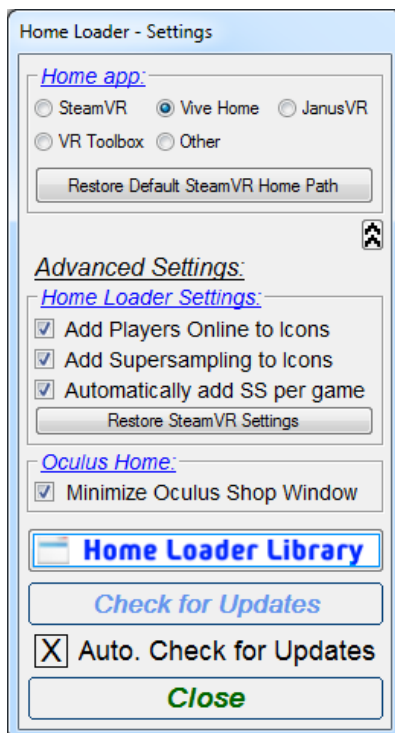 Home Loader - Settings
Home app:
SteamVR Vive Home JanusVR
VR Toolbox Other
Restore Default SteamVR Home Path
Advanced Settings:
Home Loader Settings:
Add Players Online to Icons
Add Supersampling to Icons
Automatically add SS per game
Restore SteamVR Settings
Oculus Home:
Minimize Oculus Shop Window
Home Loader Library
Check for Updates
X Auto. Check for Updates
Close